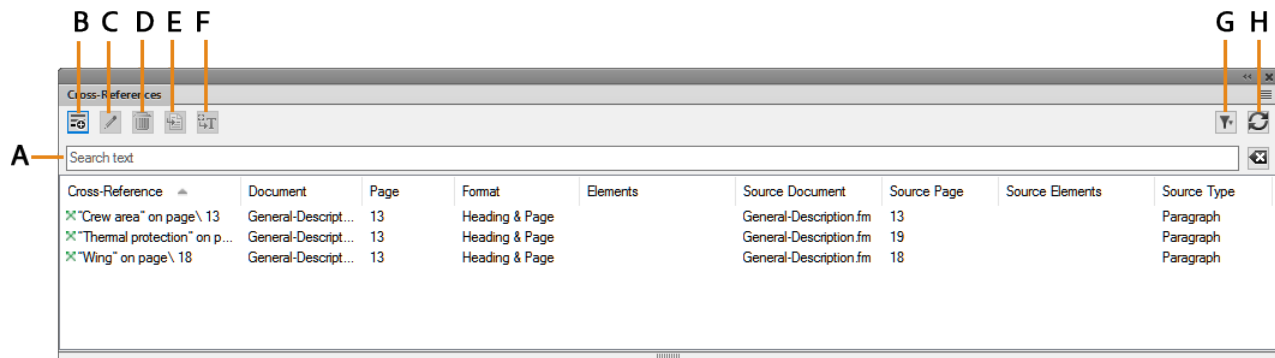 B C D E F G H
Cross-References
A
Search text
Cross-Reference Document Page Format Elements Source Document Source Page Source Elements Source Type
"Crew area" on page\ 13 General-Descript... 13 Heading & Page General-Description.fm 13 Paragraph
"Thermal protection" on p... General-Descript... 13 Heading & Page General-Description.fm 19 Paragraph
"Wing" on page\ 18 General-Descript... 13 Heading & Page General-Description.fm 18 Paragraph